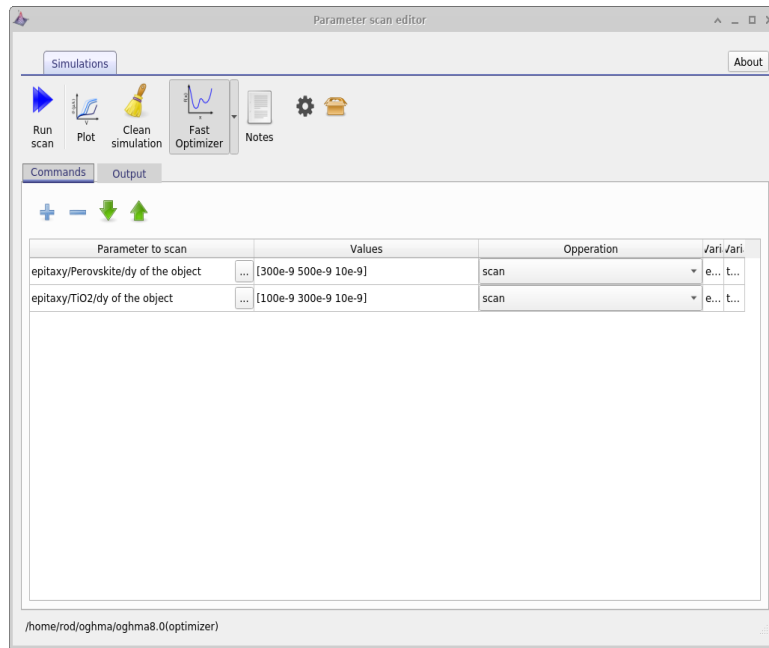 Parameter scan editor
Simulations
About
Run scan
Plot
Clean simulation
Fast Optimizer
Notes
Commands
Output
Parameter to scan Values Opperation
epitaxy/Perovskite/dy of the object ... [300e-9 500e-9 10e-9] scan e... t...
epitaxy/TiO2/dy of the object ... [100e-9 300e-9 10e-9] scan e... t...
/home/rod/oghma/oghma8.0(optimizer)